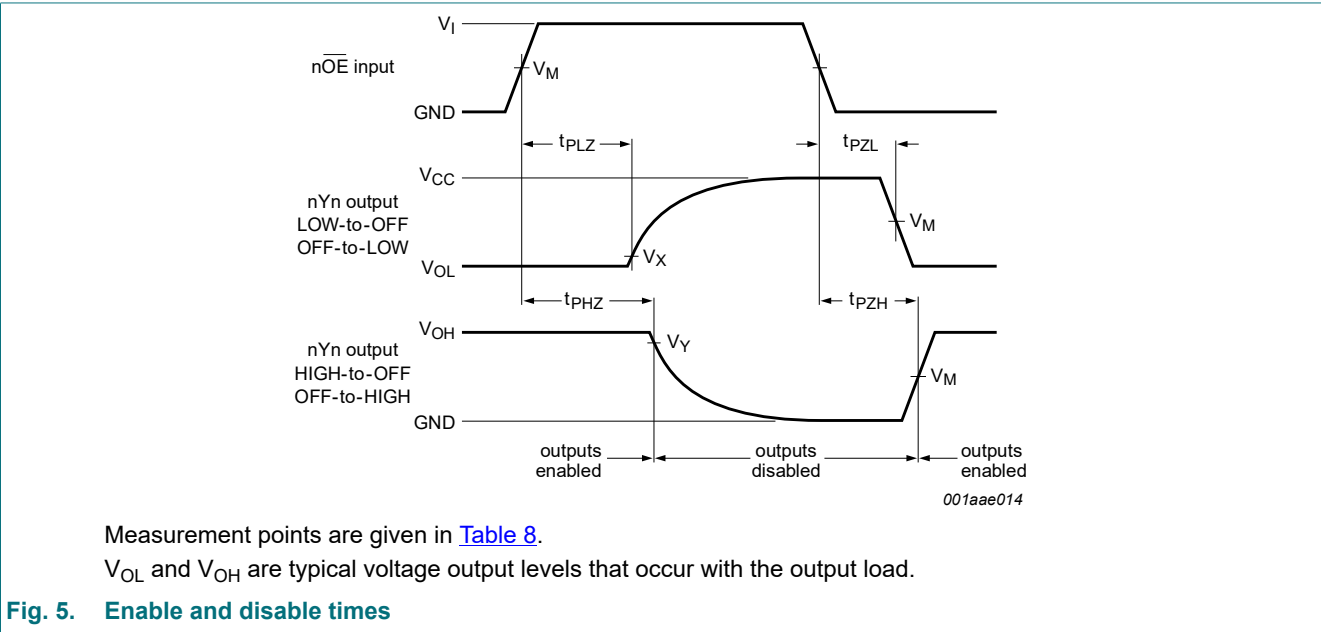 V_I
nO̅E̅ input
V_M
GND
t_PLZ
t_PZL
V_CC
nYn output
LOW-to-OFF
OFF-to-LOW
V_M
V_X
V_OL
t_PHZ
t_PZH
V_OH
nYn output
HIGH-to-OFF
OFF-to-HIGH
V_Y
V_M
GND
outputs
enabled
outputs
disabled
outputs
enabled
001aae014
Measurement points are given in Table 8.
V_OL and V_OH are typical voltage output levels that occur with the output load.
Fig. 5. Enable and disable times